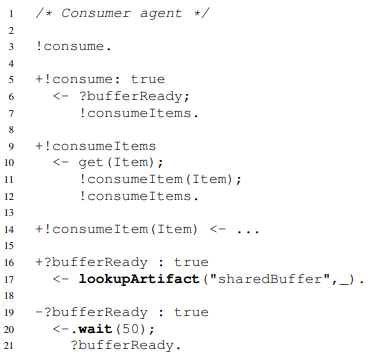 1 /* Consumer agent */
2
3 !consume.
4
5 +!consume: true
6 <- ?bufferReady;
7 !consumeItems.
8
9 +!consumeItems
10 <- get(Item);
11 !consumeItem(Item);
12 !consumeItems.
13
14 +!consumeItem(Item) <- ...
15
16 +?bufferReady : true
17 <- lookupArtifact("sharedBuffer",_).
18
19 -?bufferReady : true
20 <-.wait(50);
21 ?bufferReady.